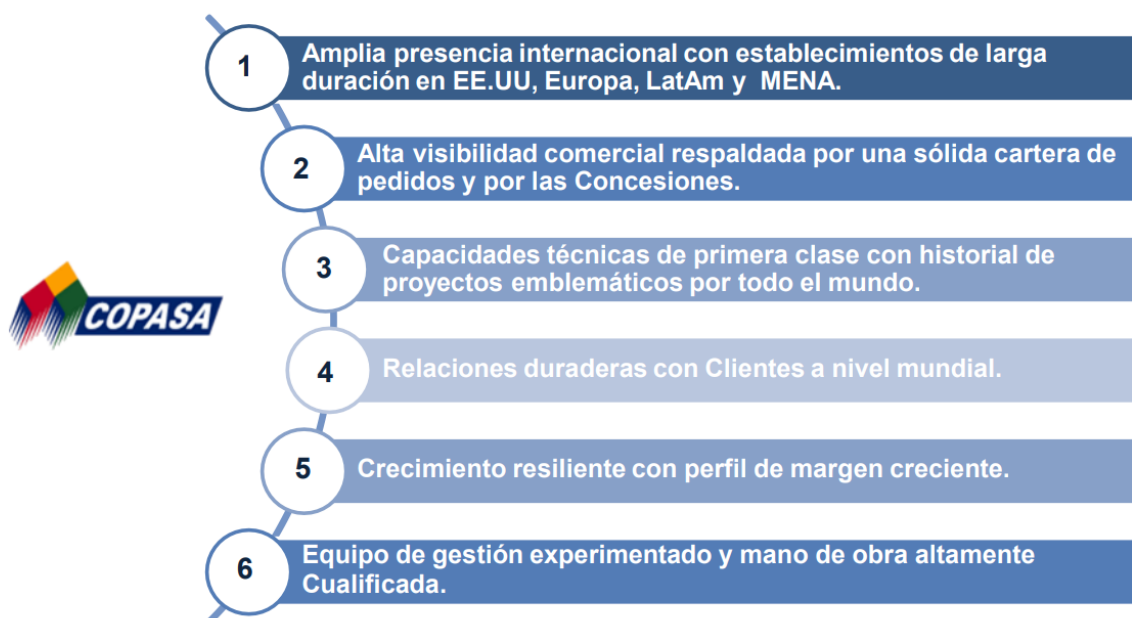 1
Amplia presencia internacional con establecimientos de larga
duración en EE.UU, Europa, LatAm y MENA.
2
Alta visibilidad comercial respaldada por una sólida cartera de
pedidos y por las Concesiones.
3
Capacidades técnicas de primera clase con historial de
proyectos emblemáticos por todo el mundo.
COPASA
4
Relaciones duraderas con Clientes a nivel mundial.
5
Crecimiento resiliente con perfil de margen creciente.
6
Equipo de gestión experimentado y mano de obra altamente
Cualificada.